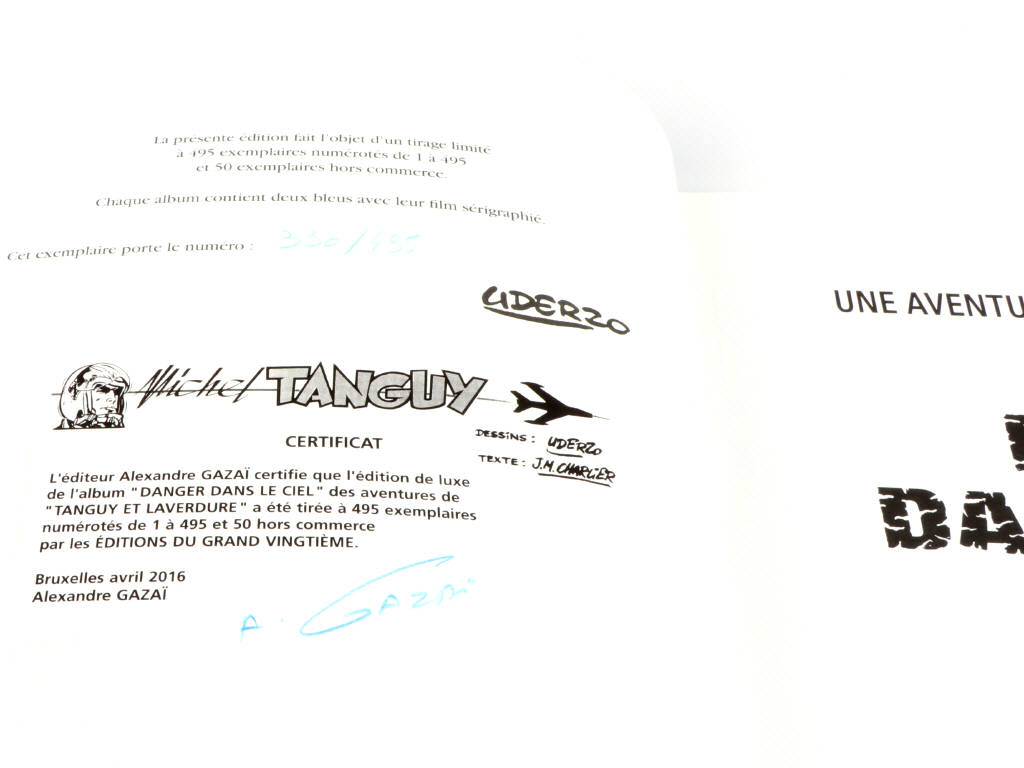 La présente édition fait l'objet d'un tirage limité
à 495 exemplaires numérotés de 1 à 495
et 50 exemplaires hors commerce.
Chaque album contient deux bleus avec leur film sérigraphié.
Cet exemplaire porte le numéro : 330/495
UDERZO
Michel TANGUY
CERTIFICAT
DESSINS : UDERZO
TEXTE : J.M. CHARLIER
L'éditeur Alexandre GAZAÏ certifie que l'édition de luxe
de l'album "DANGER DANS LE CIEL" des aventures de
"TANGUY ET LAVERDURE" a été tirée à 495 exemplaires
numérotés de 1 à 495 et 50 hors commerce
par les ÉDITIONS DU GRAND VINGTIÈME.
Bruxelles avril 2016
Alexandre GAZAÏ
A. GAZAÏ
UNE AVENTU
DA